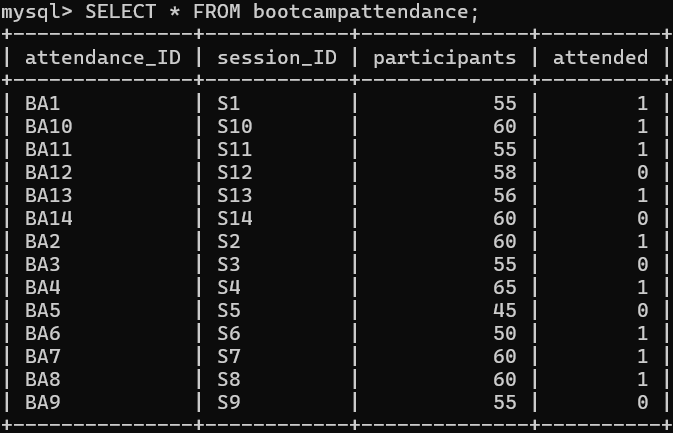 mysql> SELECT * FROM bootcampattendance;
+---------------+------------+--------------+----------+
| attendance_ID | session_ID | participants | attended |
+---------------+------------+--------------+----------+
| BA1           | S1         |           55 |        1 |
| BA10          | S10        |           60 |        1 |
| BA11          | S11        |           55 |        1 |
| BA12          | S12        |           58 |        0 |
| BA13          | S13        |           56 |        1 |
| BA14          | S14        |           60 |        0 |
| BA2           | S2         |           60 |        1 |
| BA3           | S3         |           55 |        0 |
| BA4           | S4         |           65 |        1 |
| BA5           | S5         |           45 |        0 |
| BA6           | S6         |           50 |        1 |
| BA7           | S7         |           60 |        1 |
| BA8           | S8         |           60 |        1 |
| BA9           | S9         |           55 |        0 |
+---------------+------------+--------------+----------+